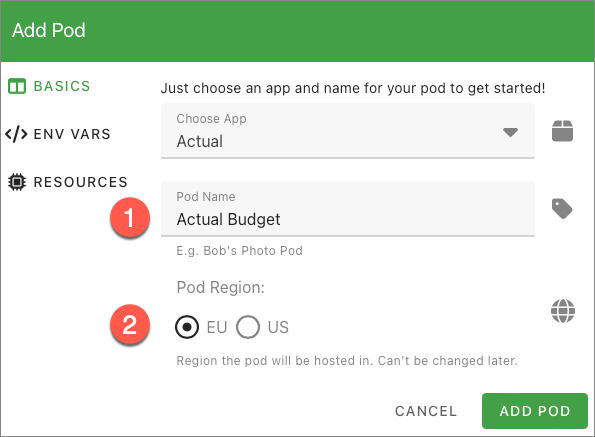 Add Pod
BASICS
ENV VARS
RESOURCES
Just choose an app and name for your pod to get started!
Choose App
Actual
1
Pod Name
Actual Budget
E.g. Bob's Photo Pod
Pod Region:
2
EU US
Region the pod will be hosted in. Can't be changed later.
CANCEL ADD POD